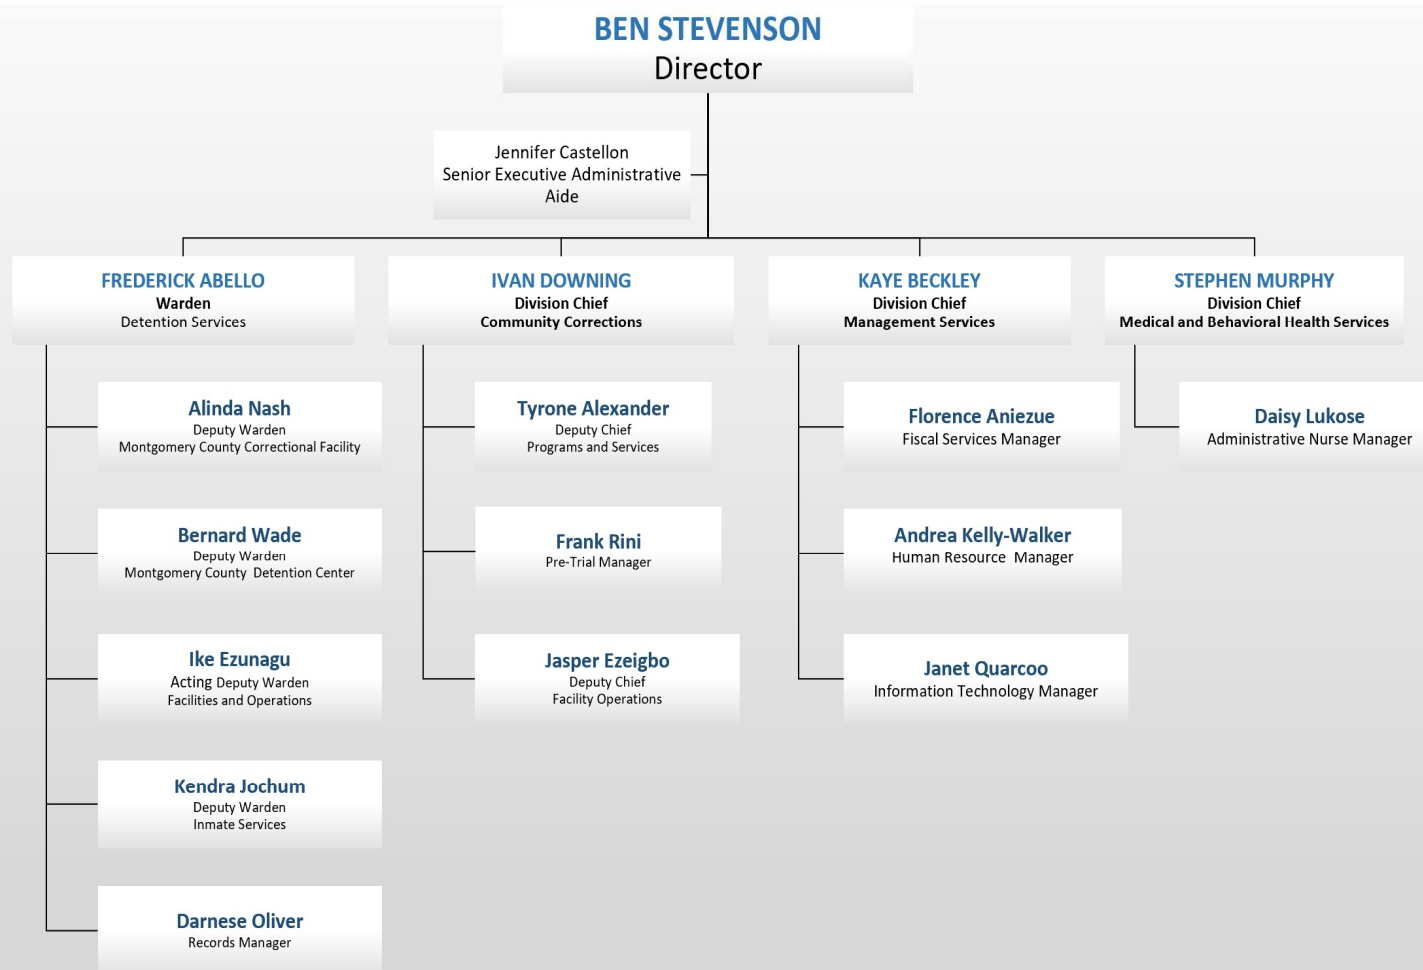 BEN STEVENSON
Director
Jennifer Castellon
Senior Executive Administrative
Aide
FREDERICK ABELLO
Warden
Detention Services
Alinda Nash
Deputy Warden
Montgomery County Correctional Facility
Bernard Wade
Deputy Warden
Montgomery County Detention Center
Ike Ezunagu
Acting Deputy Warden
Facilities and Operations
Kendra Jochum
Deputy Warden
Inmate Services
Darnese Oliver
Records Manager
IVAN DOWNING
Division Chief
Community Corrections
Tyrone Alexander
Deputy Chief
Programs and Services
Frank Rini
Pre-Trial Manager
Jasper Ezeigbo
Deputy Chief
Facility Operations
KAYE BECKLEY
Division Chief
Management Services
Florence Aniezue
Fiscal Services Manager
Andrea Kelly-Walker
Human Resource Manager
Janet Quarcoo
Information Technology Manager
STEPHEN MURPHY
Division Chief
Medical and Behavioral Health Services
Daisy Lukose
Administrative Nurse Manager